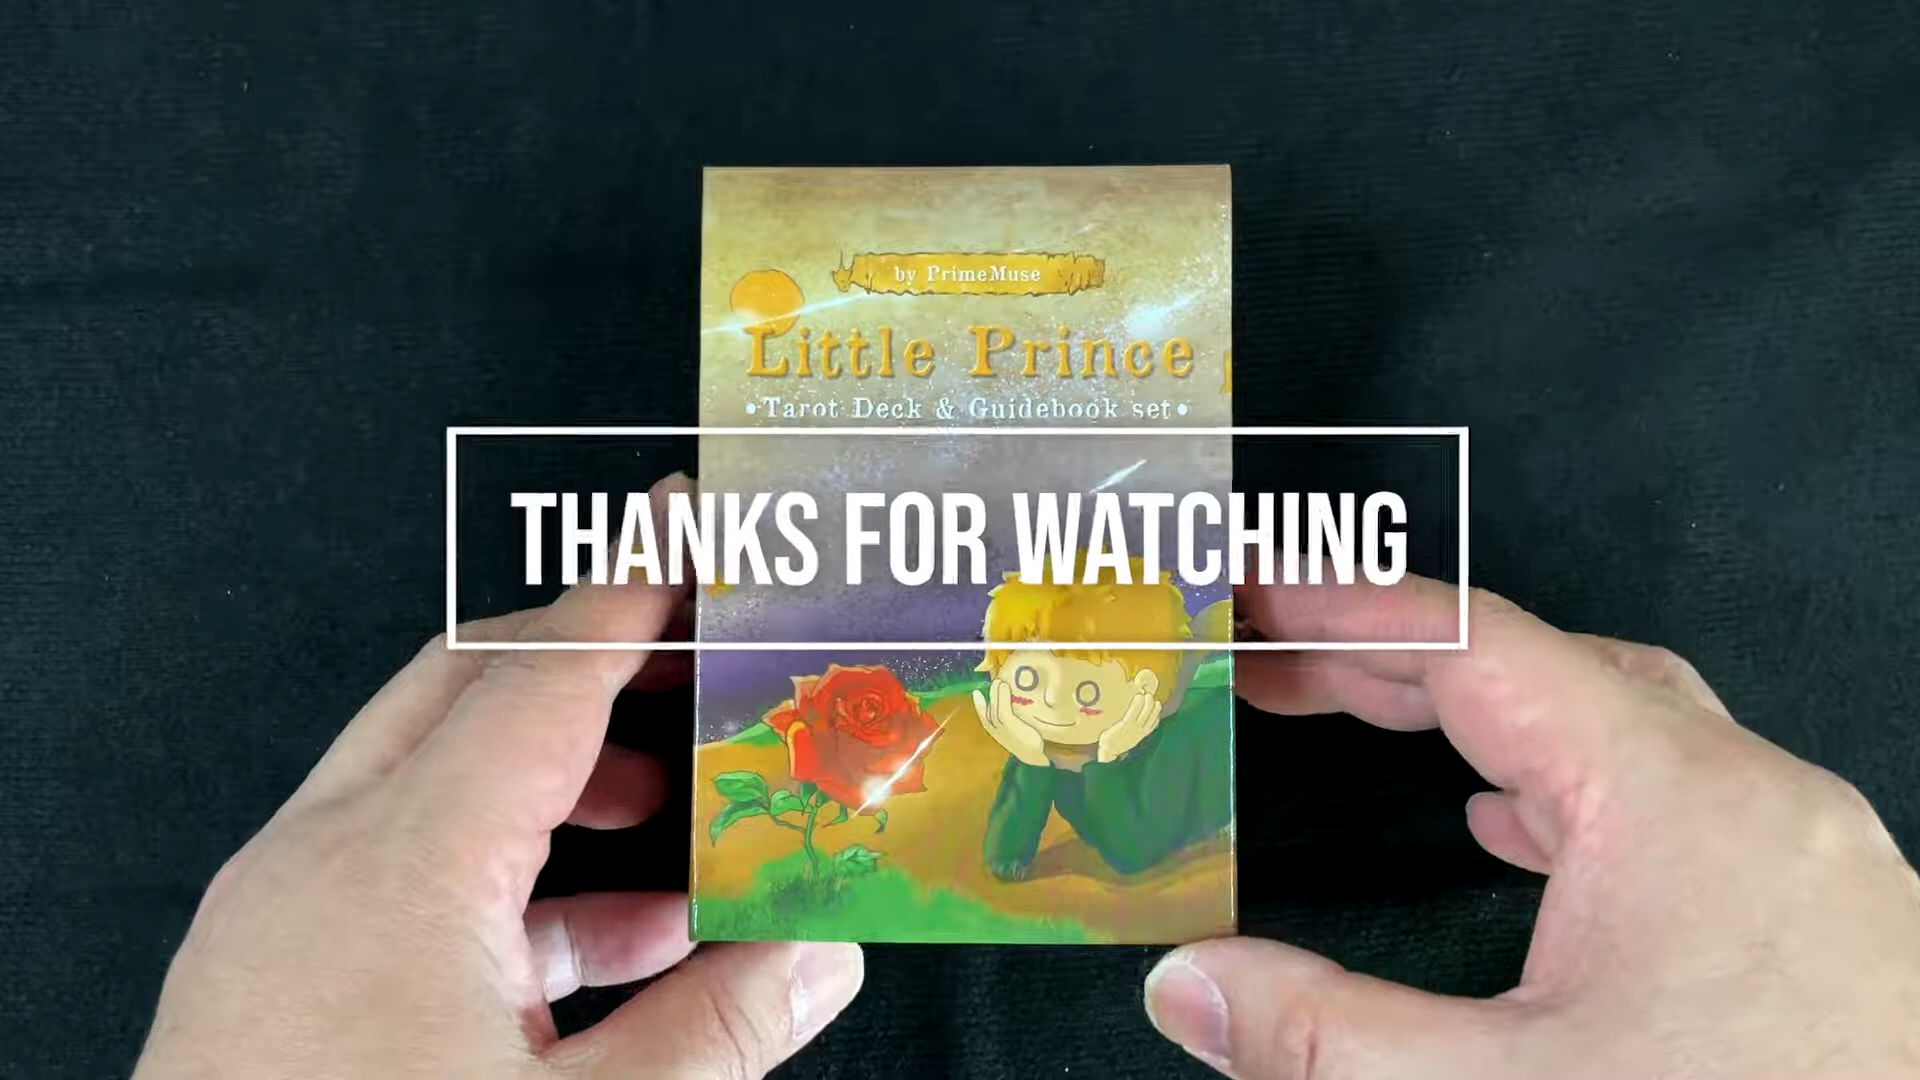 by PrimeMuse
Little Prince
•Tarot Deck & Guidebook set•
THANKS FOR WATCHING